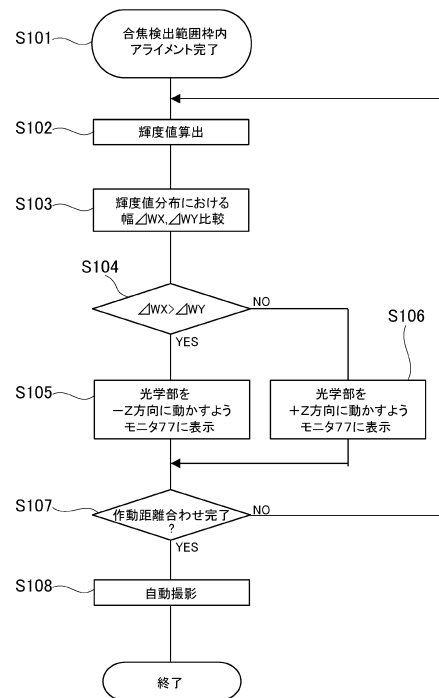 S101
合焦検出範囲枠内
アライメント完了
S102
輝度値算出
S103
輝度値分布における
幅⊿WX,⊿WY比較
S104
⊿WX>⊿WY
NO
YES
S105
光学部を
−Z方向に動かすよう
モニタ77に表示
S106
光学部を
+Z方向に動かすよう
モニタ77に表示
S107
作動距離合わせ完了
?
NO
YES
S108
自動撮影
終了